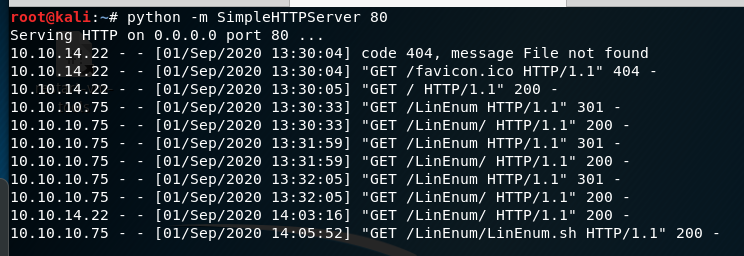 root@kali:~# python -m SimpleHTTPServer 80
Serving HTTP on 0.0.0.0 port 80 ...
10.10.14.22 - - [01/Sep/2020 13:30:04] code 404, message File not found
10.10.14.22 - - [01/Sep/2020 13:30:04] "GET /favicon.ico HTTP/1.1" 404 -
10.10.14.22 - - [01/Sep/2020 13:30:05] "GET / HTTP/1.1" 200 -
10.10.10.75 - - [01/Sep/2020 13:30:33] "GET /LinEnum HTTP/1.1" 301 -
10.10.10.75 - - [01/Sep/2020 13:30:33] "GET /LinEnum/ HTTP/1.1" 200 -
10.10.10.75 - - [01/Sep/2020 13:31:59] "GET /LinEnum HTTP/1.1" 301 -
10.10.10.75 - - [01/Sep/2020 13:31:59] "GET /LinEnum/ HTTP/1.1" 200 -
10.10.10.75 - - [01/Sep/2020 13:32:05] "GET /LinEnum HTTP/1.1" 301 -
10.10.10.75 - - [01/Sep/2020 13:32:05] "GET /LinEnum/ HTTP/1.1" 200 -
10.10.14.22 - - [01/Sep/2020 14:03:16] "GET /LinEnum/ HTTP/1.1" 200 -
10.10.10.75 - - [01/Sep/2020 14:05:52] "GET /LinEnum/LinEnum.sh HTTP/1.1" 200 -